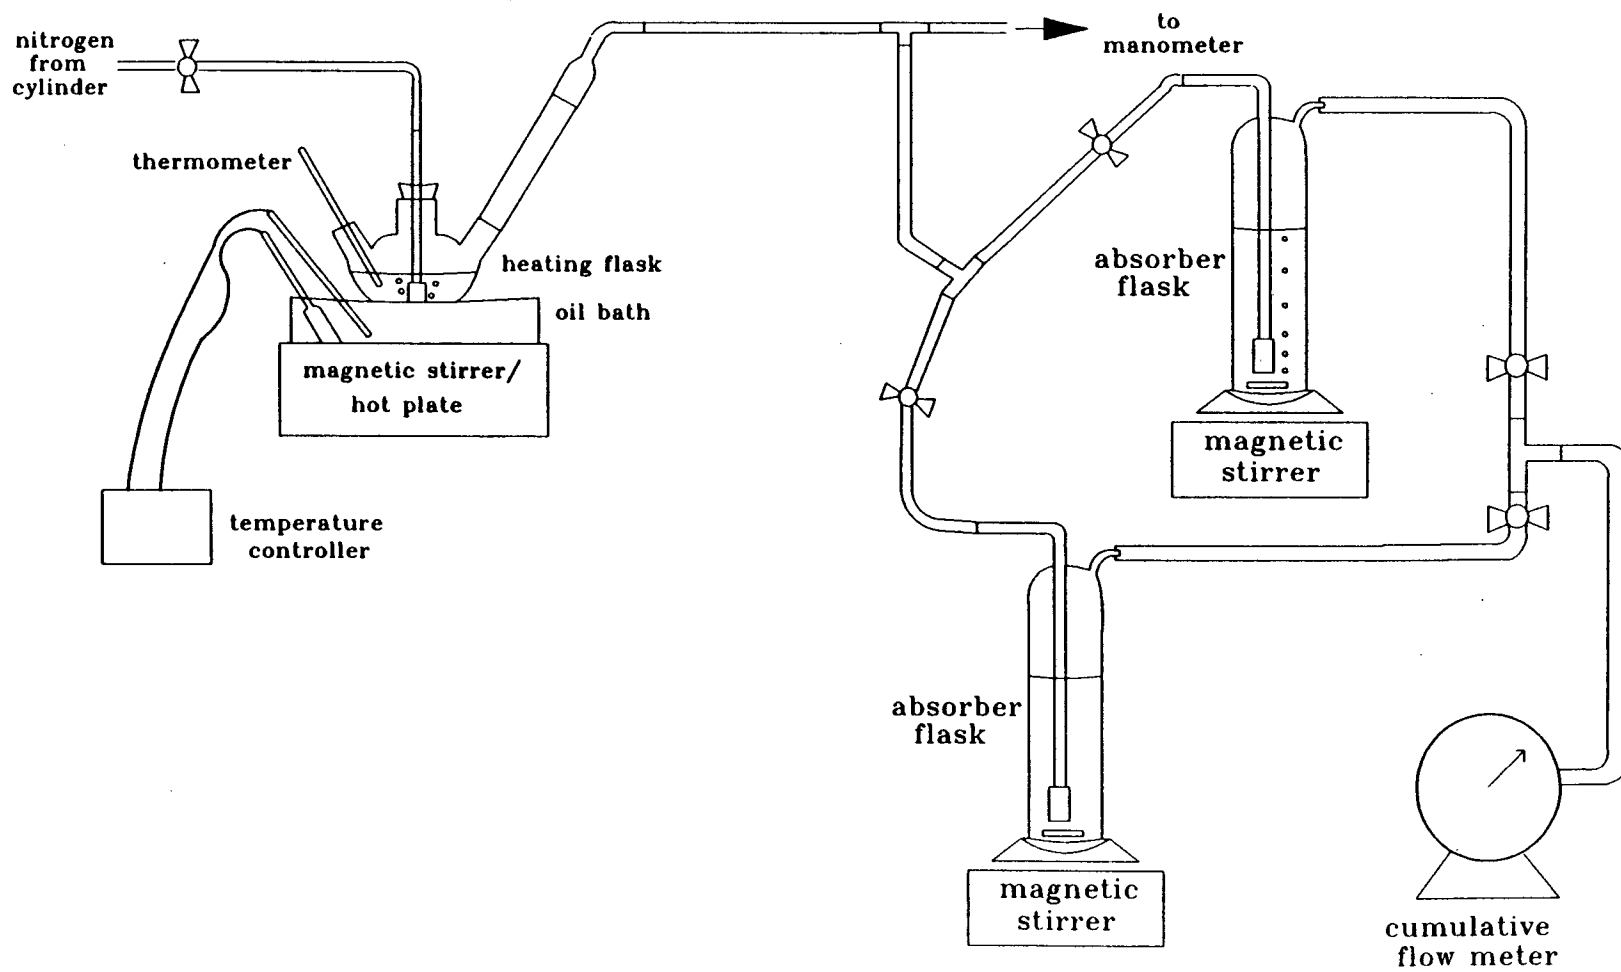 nitrogen
from
cylinder
to
manometer
thermometer
heating flask
oil bath
magnetic stirrer/
hot plate
temperature
controller
absorber
flask
magnetic
stirrer
absorber
flask
magnetic
stirrer
cumulative
flow meter